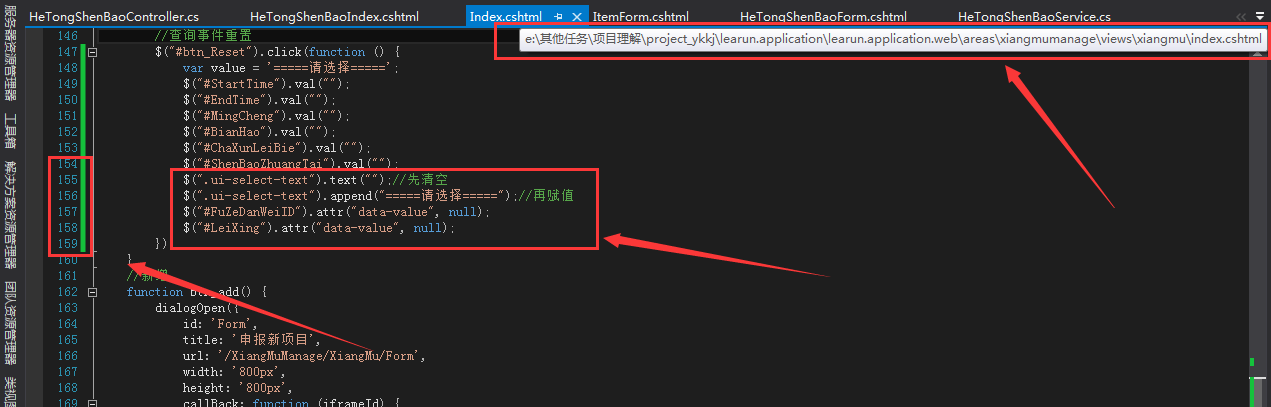 HeTongShenBaoController.cs HeTongShenBaoIndex.cshtml Index.cshtml ItemForm.cshtml HeTongShenBaoForm.cshtml HeTongShenBaoService.cs
e:\其他任务\项目理解\project_ykkj\learun.application\learun.application.web\areas\xiangmumanage\views\xiangmu\index.cshtml
服务器资源管理器
工具箱
解决方案资源管理器
团队资源管理器
类视图
146 //查询事件重置
147 $("#btn_Reset").click(function () {
148 var value = '=====请选择=====';
149 $("#StartTime").val("");
150 $("#EndTime").val("");
151 $("#MingCheng").val("");
152 $("#BianHao").val("");
153 $("#ChaXunLeiBie").val("");
154 $("#ShenBaoZhuangTai").val("");
155 $(".ui-select-text").text("");//先清空
156 $(".ui-select-text").append("=====请选择=====");//再赋值
157 $("#FuZeDanWeiID").attr("data-value", null);
158 $("#LeiXing").attr("data-value", null);
159 })
160 }
161 //新增
162 function btn_add() {
163 dialogOpen({
164 id: 'Form',
165 title: '申报新项目',
166 url: '/XiangMuManage/XiangMu/Form',
167 width: '800px',
168 height: '800px',
169 callBack: function (iframeId) {